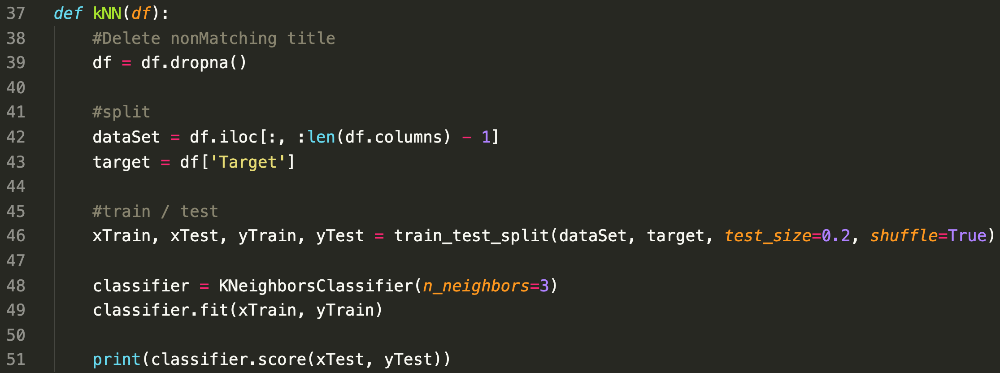 37 def kNN(df):
38 #Delete nonMatching title
39 df = df.dropna()
40
41 #split
42 dataSet = df.iloc[:, :len(df.columns) - 1]
43 target = df['Target']
44
45 #train / test
46 xTrain, xTest, yTrain, yTest = train_test_split(dataSet, target, test_size=0.2, shuffle=True)
47
48 classifier = KNeighborsClassifier(n_neighbors=3)
49 classifier.fit(xTrain, yTrain)
50
51 print(classifier.score(xTest, yTest))